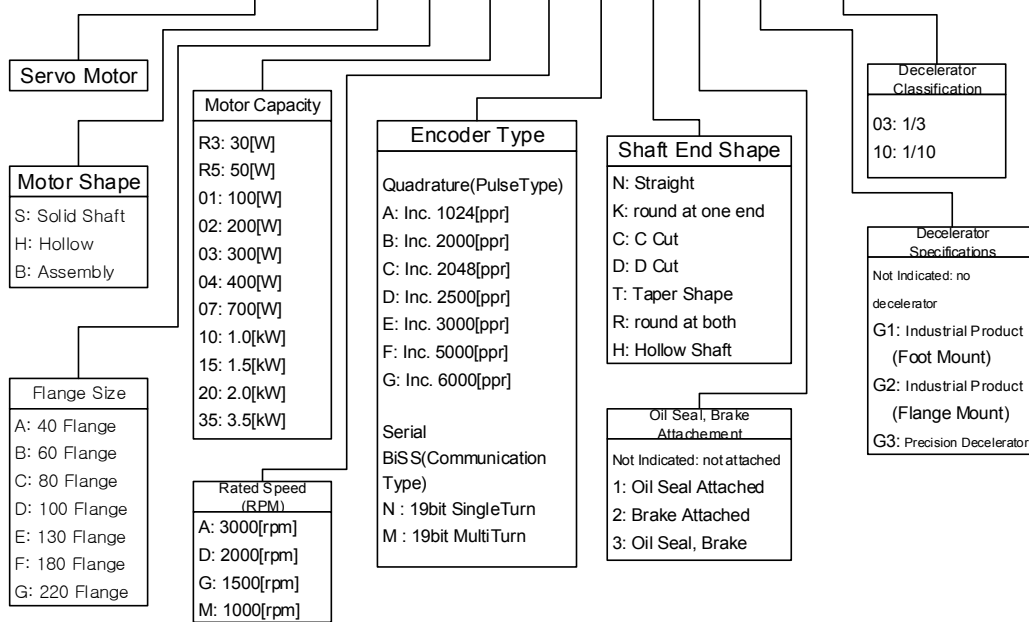 Servo Motor
Motor Shape
S: Solid Shaft
H: Hollow
B: Assembly
Flange Size
A: 40 Flange
B: 60 Flange
C: 80 Flange
D: 100 Flange
E: 130 Flange
F: 180 Flange
G: 220 Flange
Motor Capacity
R3: 30[W]
R5: 50[W]
01: 100[W]
02: 200[W]
03: 300[W]
04: 400[W]
07: 700[W]
10: 1.0[kW]
15: 1.5[kW]
20: 2.0[kW]
35: 3.5[kW]
Rated Speed
(RPM)
A: 3000[rpm]
D: 2000[rpm]
G: 1500[rpm]
M: 1000[rpm]
Encoder Type
Quadrature(PulseType)
A: Inc. 1024[ppr]
B: Inc. 2000[ppr]
C: Inc. 2048[ppr]
D: Inc. 2500[ppr]
E: Inc. 3000[ppr]
F: Inc. 5000[ppr]
G: Inc. 6000[ppr]
Serial
BiSS(Communication
Type)
N : 19bit SingleTurn
M : 19bit MultiTurn
Shaft End Shape
N: Straight
K: round at one end
C: C Cut
D: D Cut
T: Taper Shape
R: round at both
H: Hollow Shaft
Oil Seal, Brake
Attachement
Not Indicated: not attached
1: Oil Seal Attached
2: Brake Attached
3: Oil Seal, Brake
Decelerator
Classification
03: 1/3
10: 1/10
Decelerator
Specifications
Not Indicated: no
decelerator
G1: Industrial Product
(Foot Mount)
G2: Industrial Product
(Flange Mount)
G3: Precision Decelerator